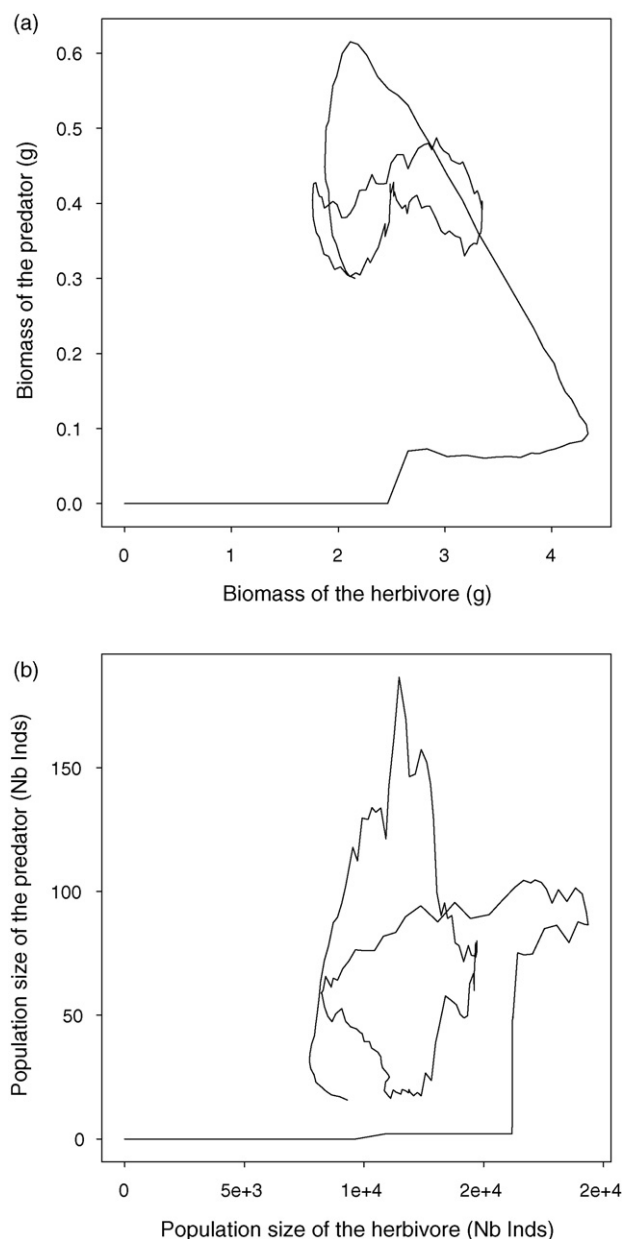 (a)
0.6
0.5
0.4
0.3
0.2
0.1
0.0
Biomass of the predator (g)
0 1 2 3 4
Biomass of the herbivore (g)
(b)
150
100
50
0
Population size of the predator (Nb Inds)
0 5e+3 1e+4 2e+4 2e+4
Population size of the herbivore (Nb Inds)